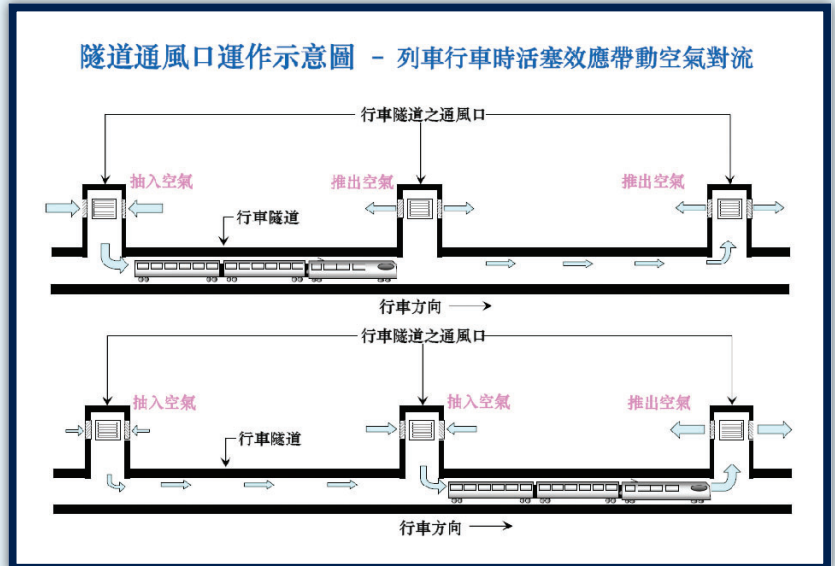 隧道通風口運作示意圖 - 列車行車時活塞效應帶動空氣對流
行車隧道之通風口
抽入空氣
推出空氣
推出空氣
行車隧道
行車方向
行車隧道之通風口
抽入空氣
抽入空氣
推出空氣
行車隧道
行車方向